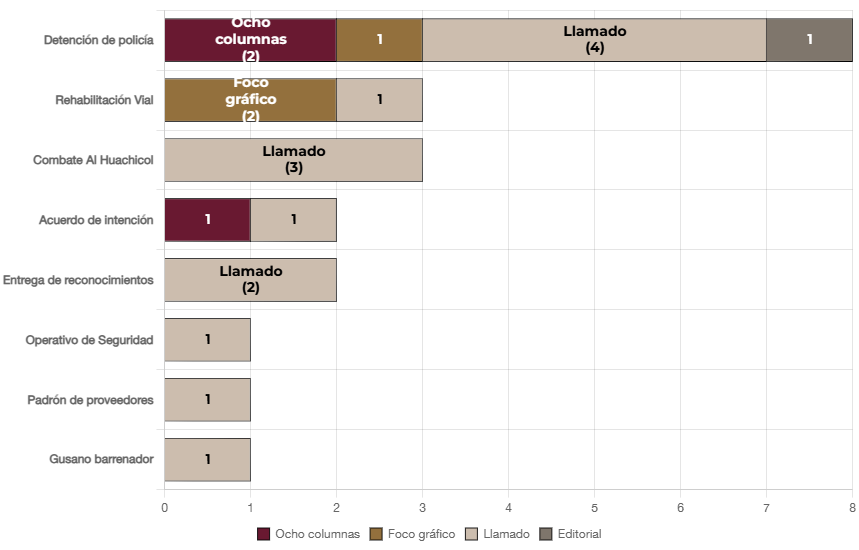 Detención de policía
Ocho
columnas
(2)
1
Llamado
(4)
1
Rehabilitación Vial
Foco
gráfico
(2)
1
Combate Al Huachicol
Llamado
(3)
Acuerdo de intención
1
1
Entrega de reconocimientos
Llamado
(2)
Operativo de Seguridad
1
Padrón de proveedores
1
Gusano barrenador
1
0 1 2 3 4 5 6 7 8
Ocho columnas Foco gráfico Llamado Editorial